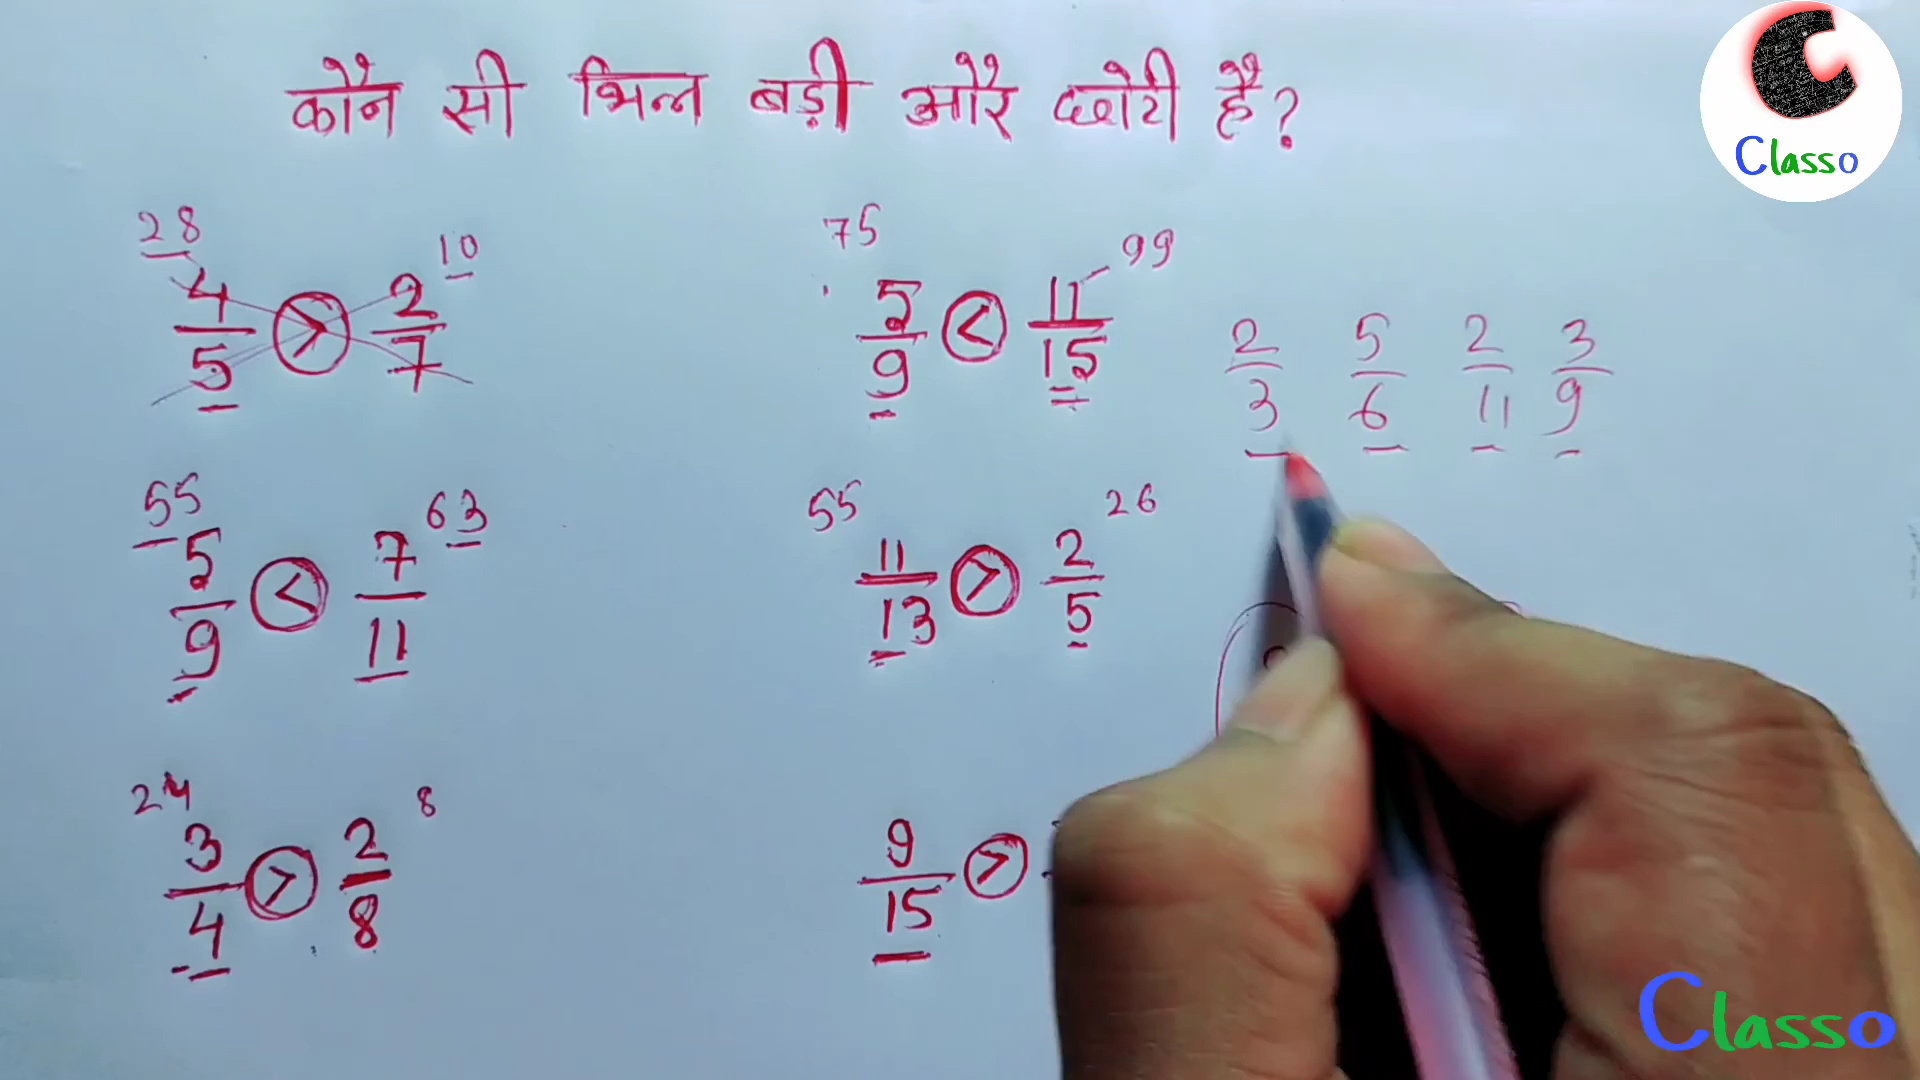 कौन सी भिन्न बड़ी और छोटी है?
Classo
28 10
4/5 > 2/7
75 99
5/9 < 11/15
2/3 5/6 2/11 3/9
55 63
5/9 < 7/11
55 26
11/13 > 2/5
24 8
3/4 > 2/8
9/15 >
Classo